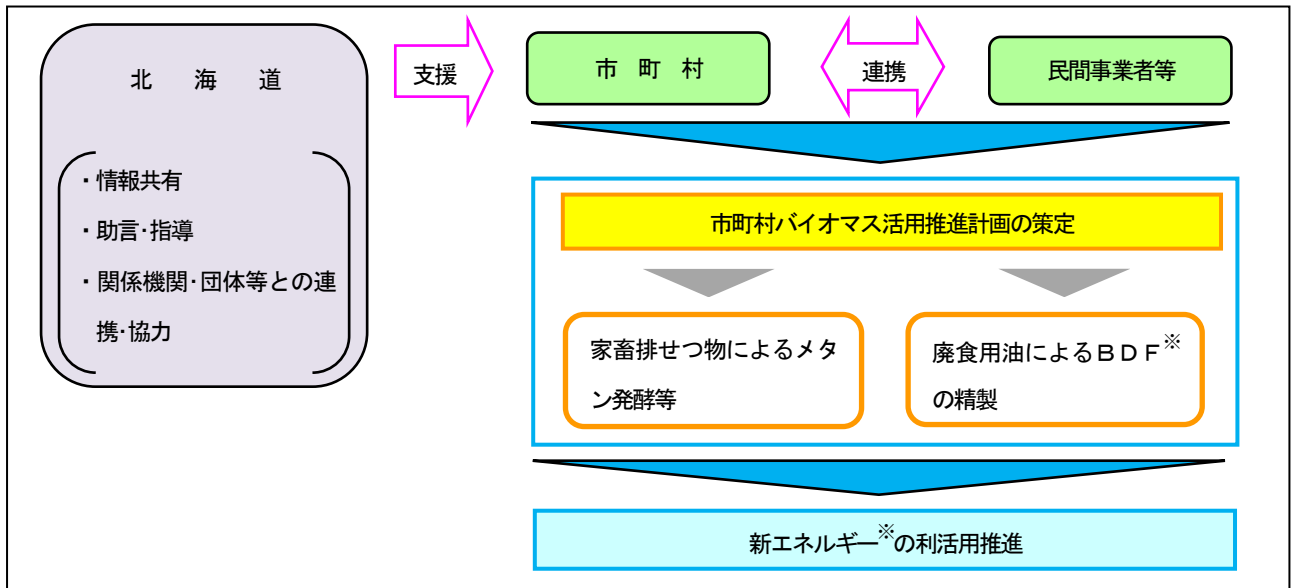 北　海　道
・情報共有
・助言・指導
・関係機関・団体等との連
携・協力
支援
市　町　村
連携
民間事業者等
市町村バイオマス活用推進計画の策定
家畜排せつ物によるメタ
ン発酵等
廃食用油によるＢＤＦ※
の精製
新エネルギー※の利活用推進